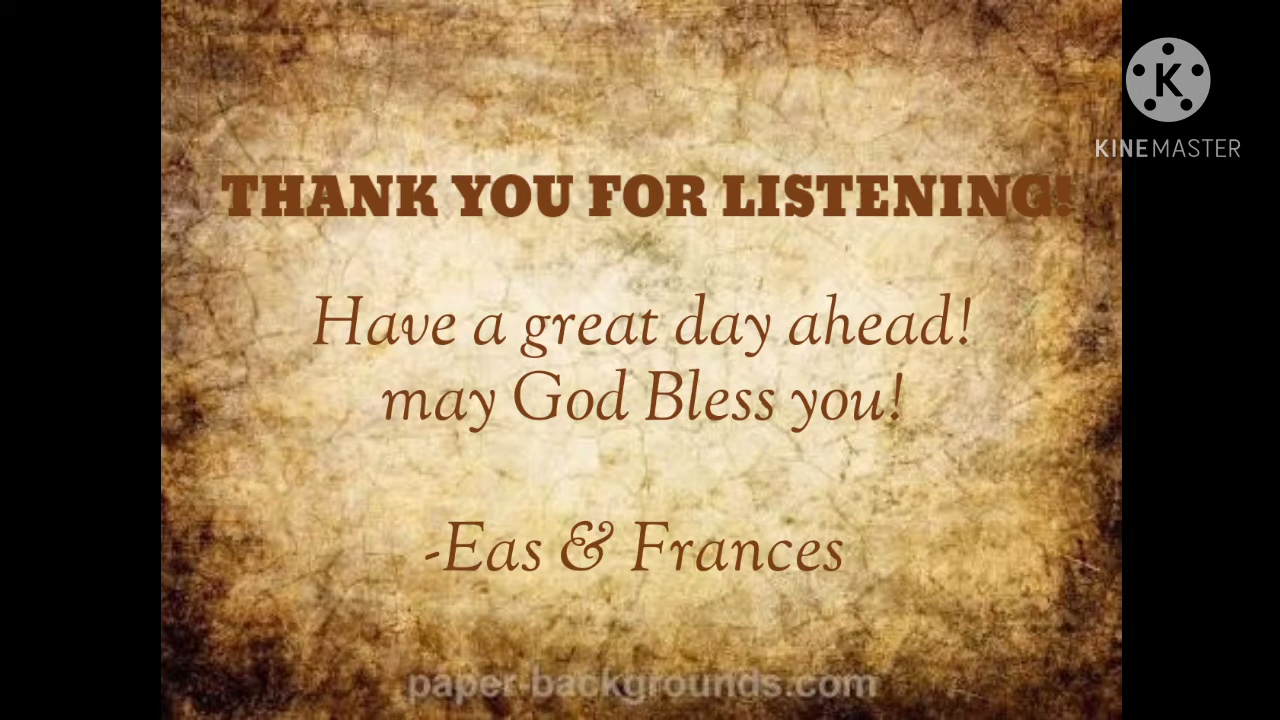 K
KINEMASTER
THANK YOU FOR LISTENING!
Have a great day ahead!
may God Bless you!
-Eas & Frances
paper-backgrounds.com